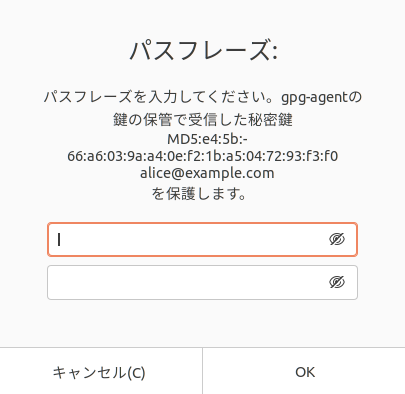 パスフレーズ:
パスフレーズを入力してください。gpg-agentの
鍵の保管で受信した秘密鍵
MD5:e4:5b:-
66:a6:03:9a:a4:0e:f2:1b:a5:04:72:93:f3:f0
alice@example.com
を保護します。
キャンセル(C)
OK